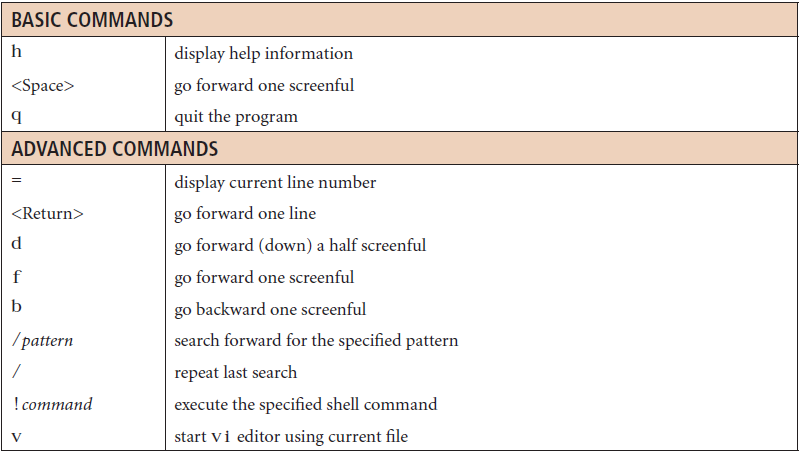 BASIC COMMANDS
h display help information
<Space> go forward one screenful
q quit the program
ADVANCED COMMANDS
= display current line number
<Return> go forward one line
d go forward (down) a half screenful
f go forward one screenful
b go backward one screenful
/pattern search forward for the specified pattern
/ repeat last search
!command execute the specified shell command
v start vi editor using current file